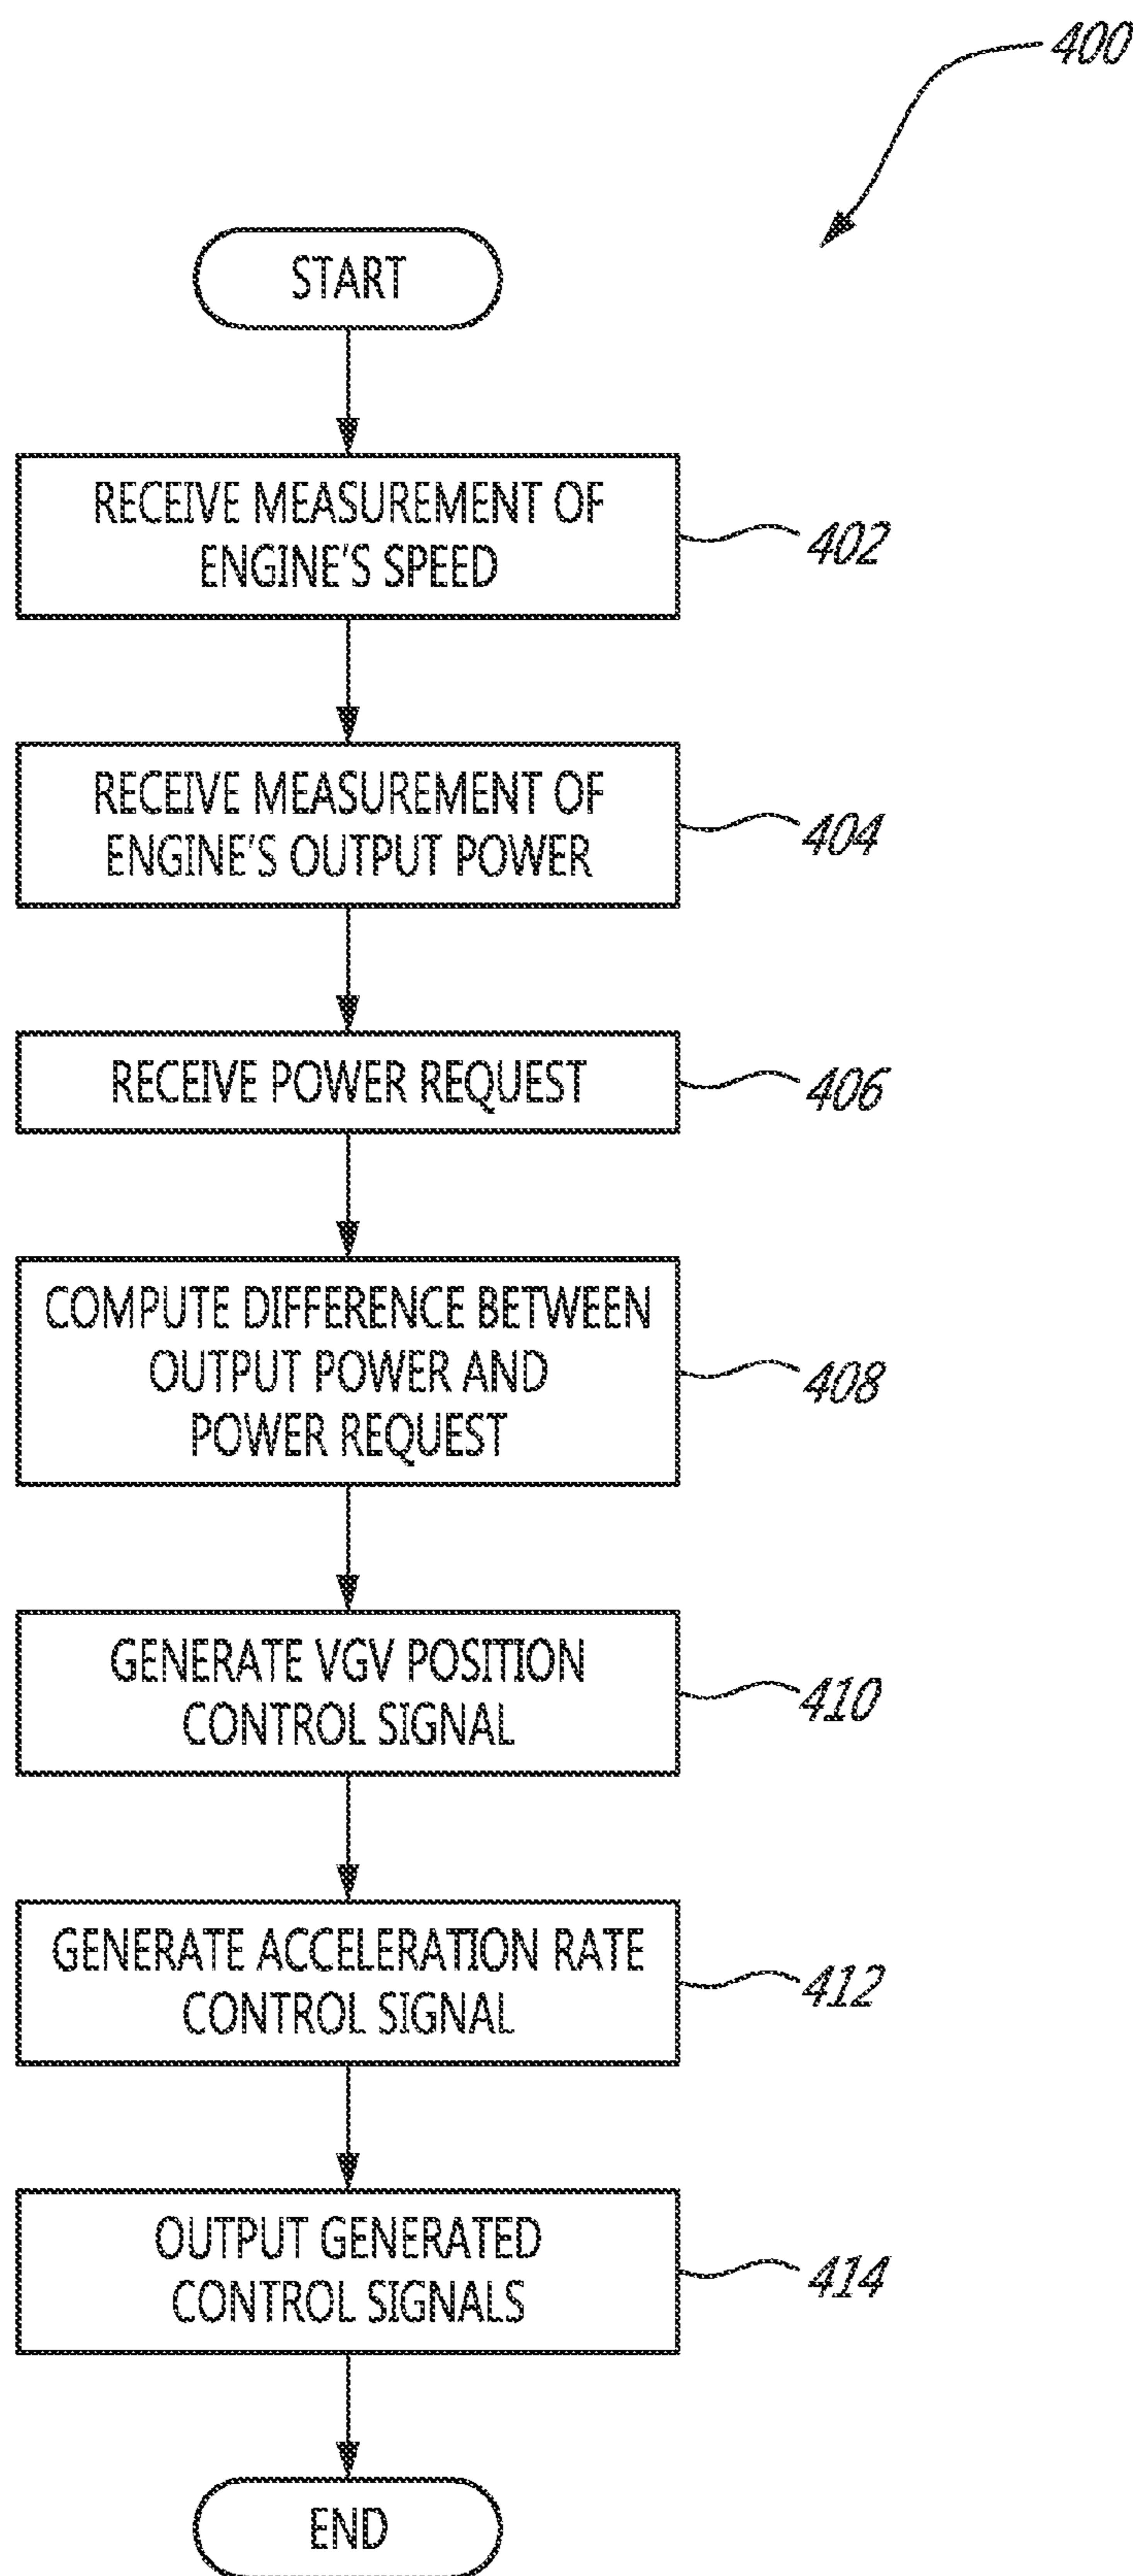 400
START
RECEIVE MEASUREMENT OF
ENGINE'S SPEED
402
RECEIVE MEASUREMENT OF
ENGINE'S OUTPUT POWER
404
RECEIVE POWER REQUEST
406
COMPUTE DIFFERENCE BETWEEN
OUTPUT POWER AND
POWER REQUEST
408
GENERATE VGV POSITION
CONTROL SIGNAL
410
GENERATE ACCELERATION RATE
CONTROL SIGNAL
412
OUTPUT GENERATED
CONTROL SIGNALS
414
END